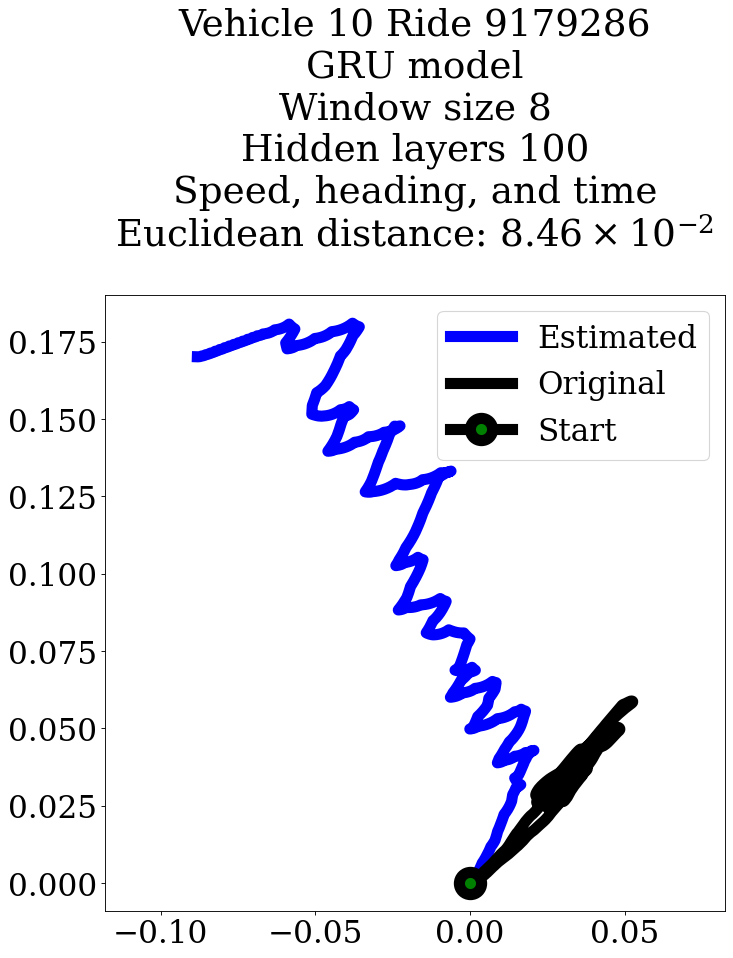 Vehicle 10 Ride 9179286
GRU model
Window size 8
Hidden layers 100
Speed, heading, and time
Euclidean distance: 8.46 × 10⁻²
Estimated
Original
Start
0.175
0.150
0.125
0.100
0.075
0.050
0.025
0.000
−0.10 −0.05 0.00 0.05